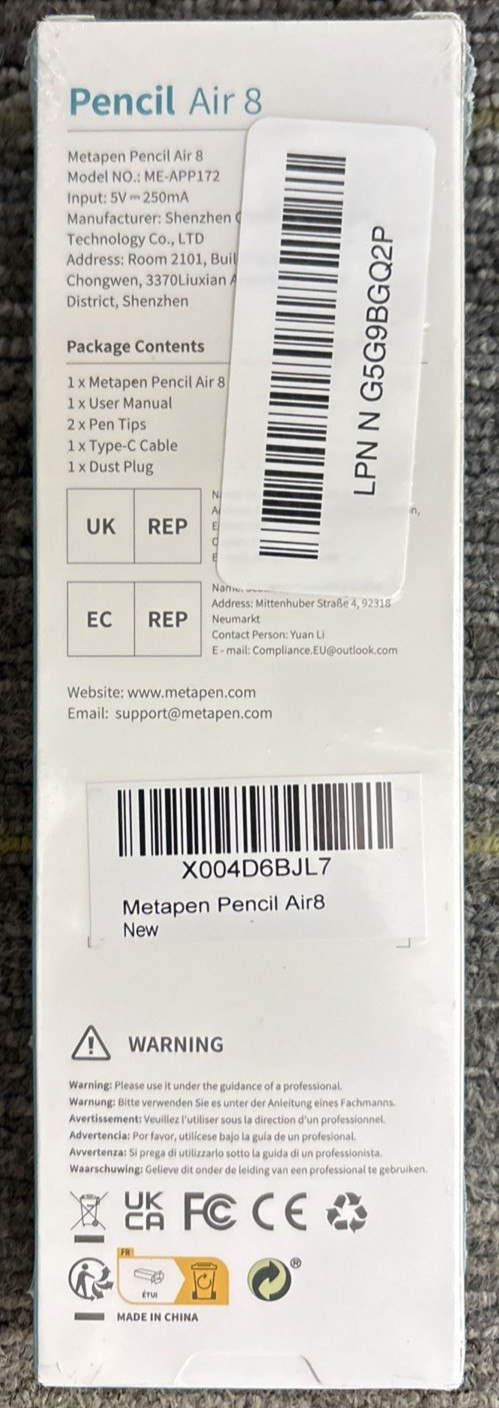 Pencil Air 8
Metapen Pencil Air 8
Model NO.: ME-APP172
Input: 5V⎓250mA
Manufacturer: Shenzhen
Technology Co., LTD
Address: Room 2101,
Chongwen, 3370Liuxian
District, Shenzhen
Package Contents
1 x Metapen Pencil Air 8
1 x User Manual
2 x Pen Tips
1 x Type-C Cable
1 x Dust Plug
LPN N G5G9BGQ2P
UK REP
EC REP
Address: Mittenhuber Straße 4, 92318
Neumarkt
Contact Person: Yuan Li
E-mail: Compliance.EU@outlook.com
Website: www.metapen.com
Email: support@metapen.com
X004D6BJL7
Metapen Pencil Air8
New
WARNING
Warning: Please use it under the guidance of a professional.
Warnung: Bitte verwenden Sie es unter der Anleitung eines Fachmanns.
Avertissement: Veuillez l'utiliser sous la direction d'un professionnel.
Advertencia: Por favor, utilícese bajo la guía de un profesional.
Avvertenza: Si prega di utilizzarlo sotto la guida di un professionista.
Waarschuwing: Gelieve dit onder de leiding van een professional te gebruiken.
UK
CA
FC CE
FR
ÉTUI
®
MADE IN CHINA